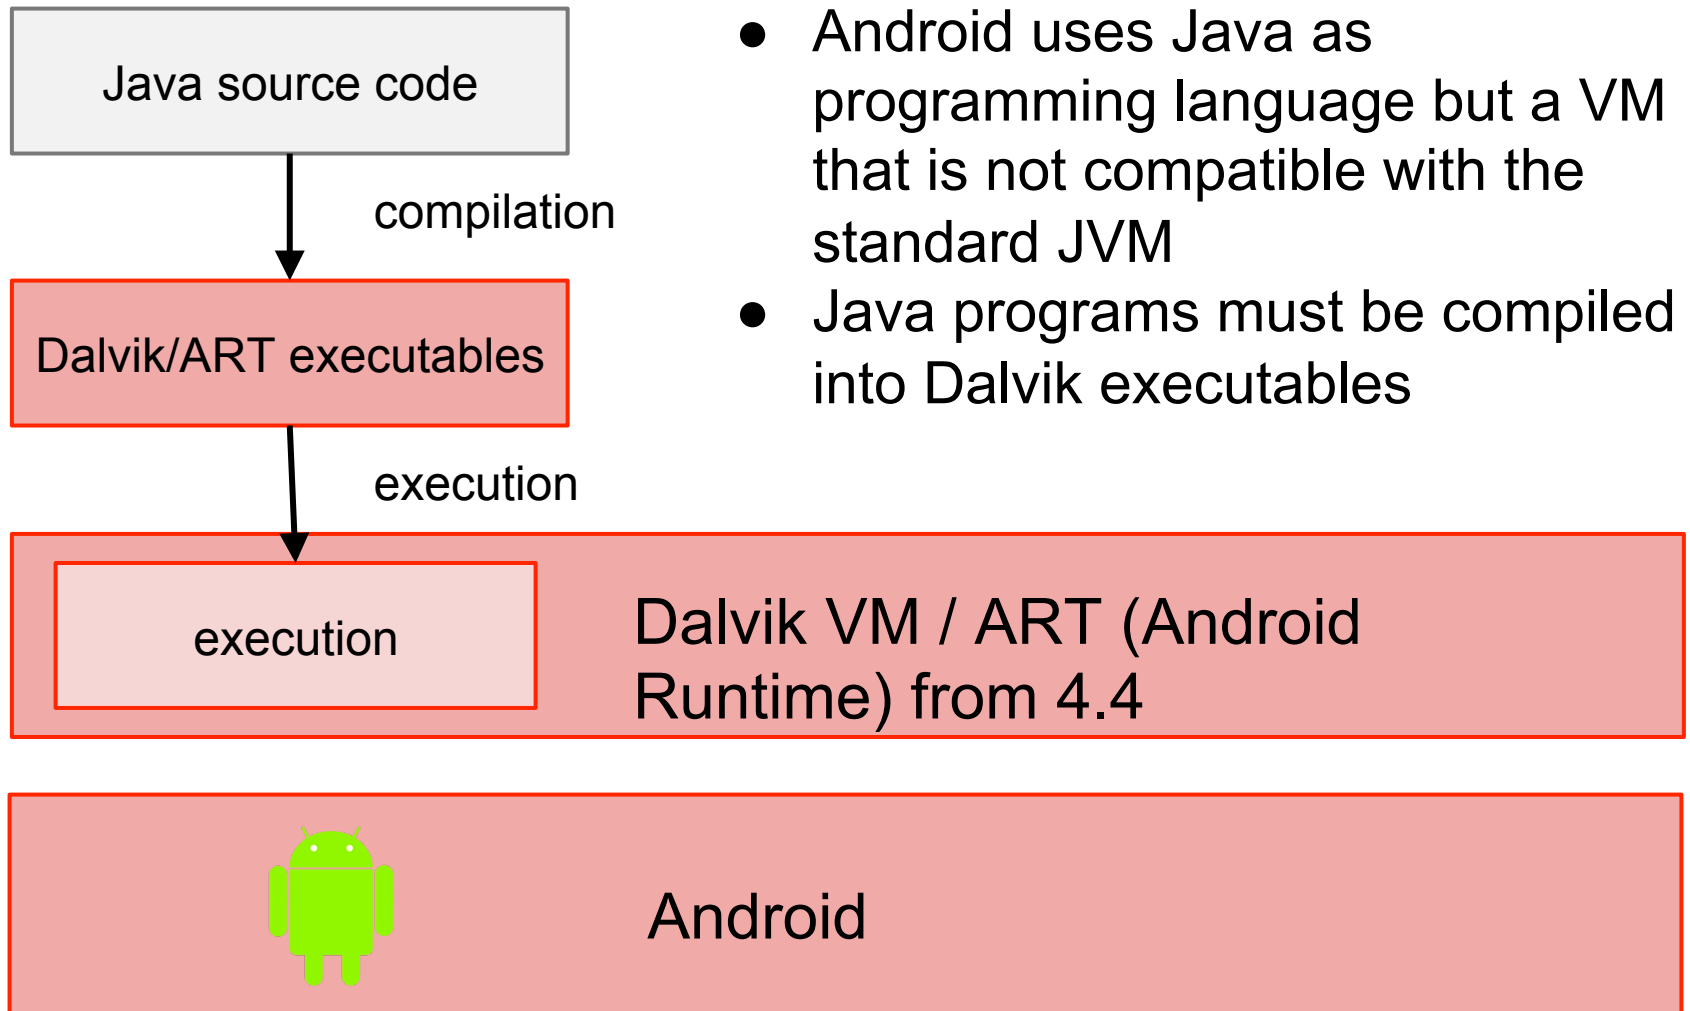 Java source code
compilation
Dalvik/ART executables
execution
execution
Dalvik VM / ART (Android
Runtime) from 4.4
Android
● Android uses Java as
programming language but a VM
that is not compatible with the
standard JVM
● Java programs must be compiled
into Dalvik executables